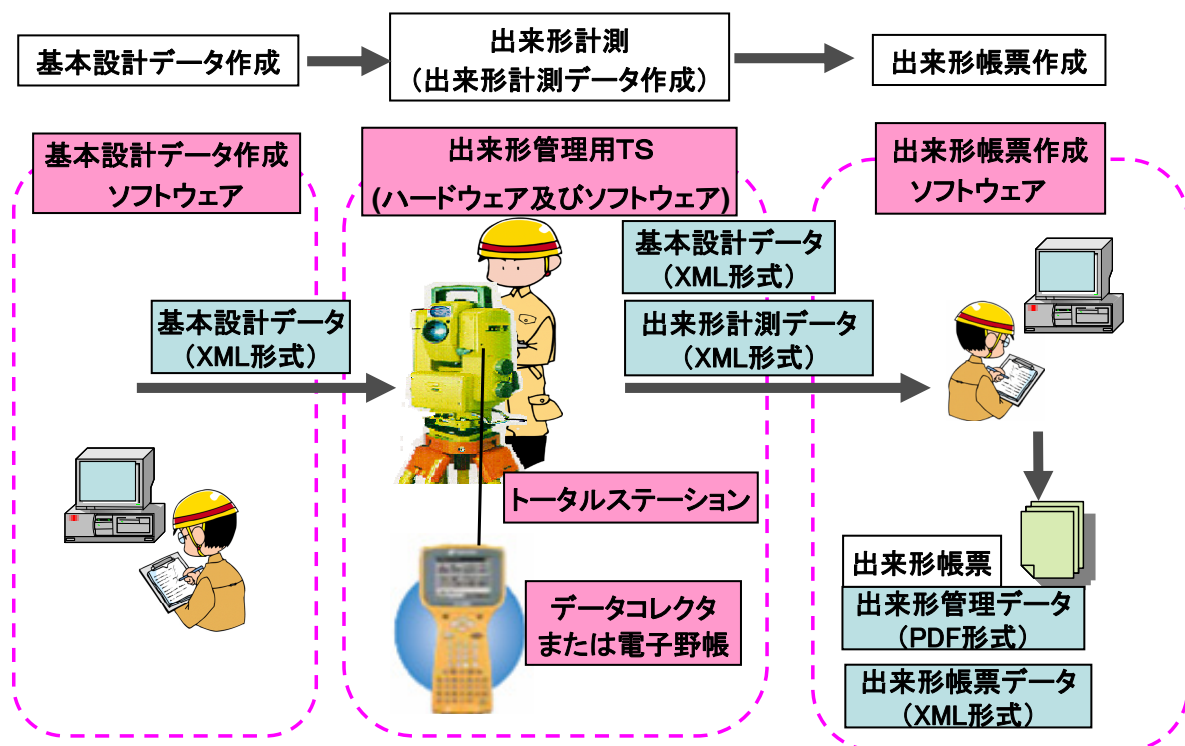 基本設計データ作成
出来形計測
（出来形計測データ作成）
出来形帳票作成
基本設計データ作成
ソフトウェア
出来形管理用TS
(ハードウェア及びソフトウェア)
出来形帳票作成
ソフトウェア
基本設計データ
（XML形式）
基本設計データ
（XML形式）
出来形計測データ
（XML形式）
トータルステーション
データコレクタ
または電子野帳
出来形帳票
出来形管理データ
（PDF形式）
出来形帳票データ
（XML形式）